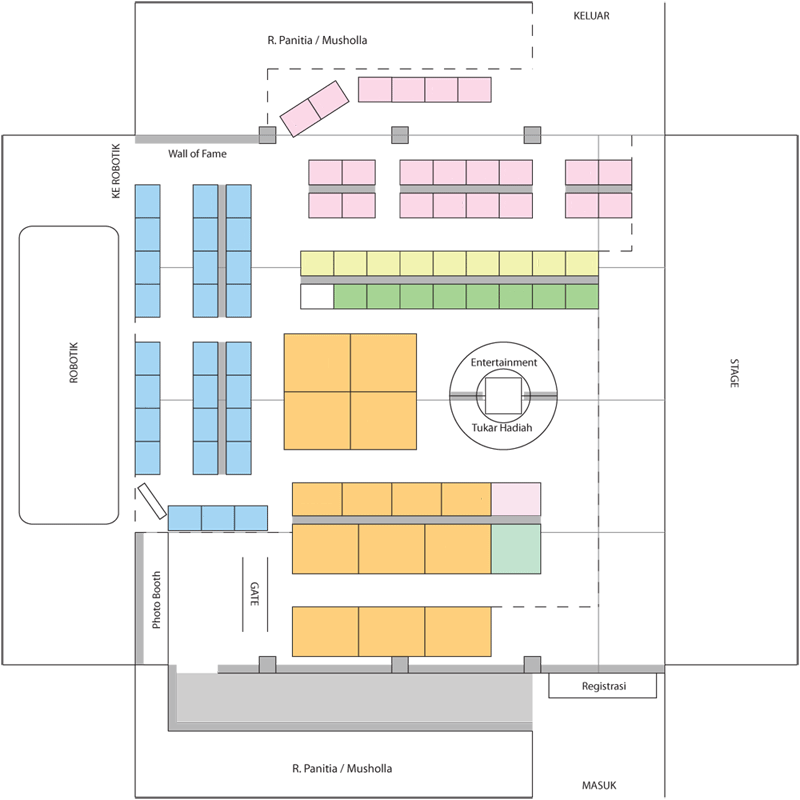 KELUAR
R. Panitia / Musholla
Wall of Fame
KE ROBOTIK
ROBOTIK
Entertainment
Tukar Hadiah
STAGE
GATE
Photo Booth
Registrasi
R. Panitia / Musholla
MASUK